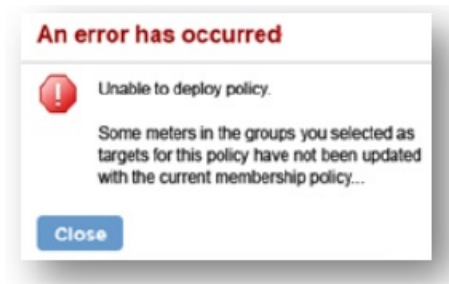 An error has occurred
Unable to deploy policy.
Some meters in the groups you selected as
targets for this policy have not been updated
with the current membership policy...
Close